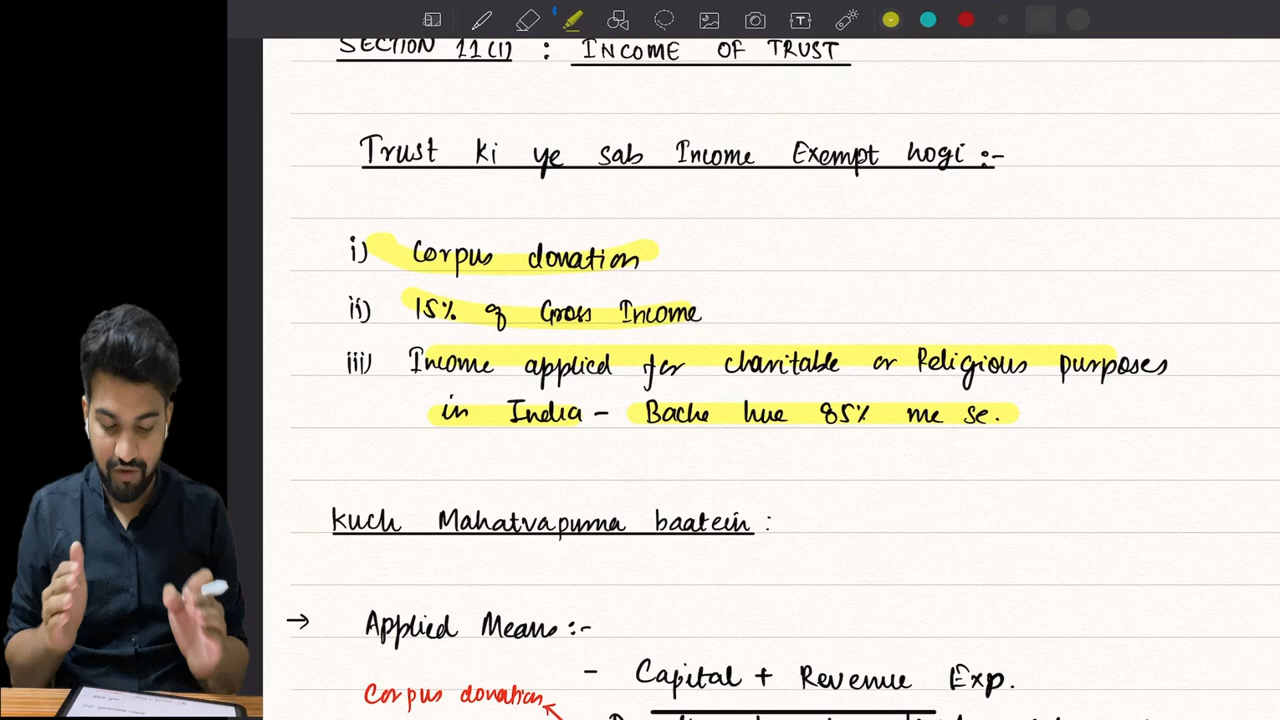 SECTION 11(1) : INCOME OF TRUST
Trust ki ye sab Income Exempt hogi :-
i) Corpus donation
ii) 15% of Gross Income
iii) Income applied for charitable or Religious purposes
in India - Bache hue 85% me se.
Kuch Mahatvapurna baatein :
→ Applied Means :-
- Capital + Revenue Exp.
Corpus donation